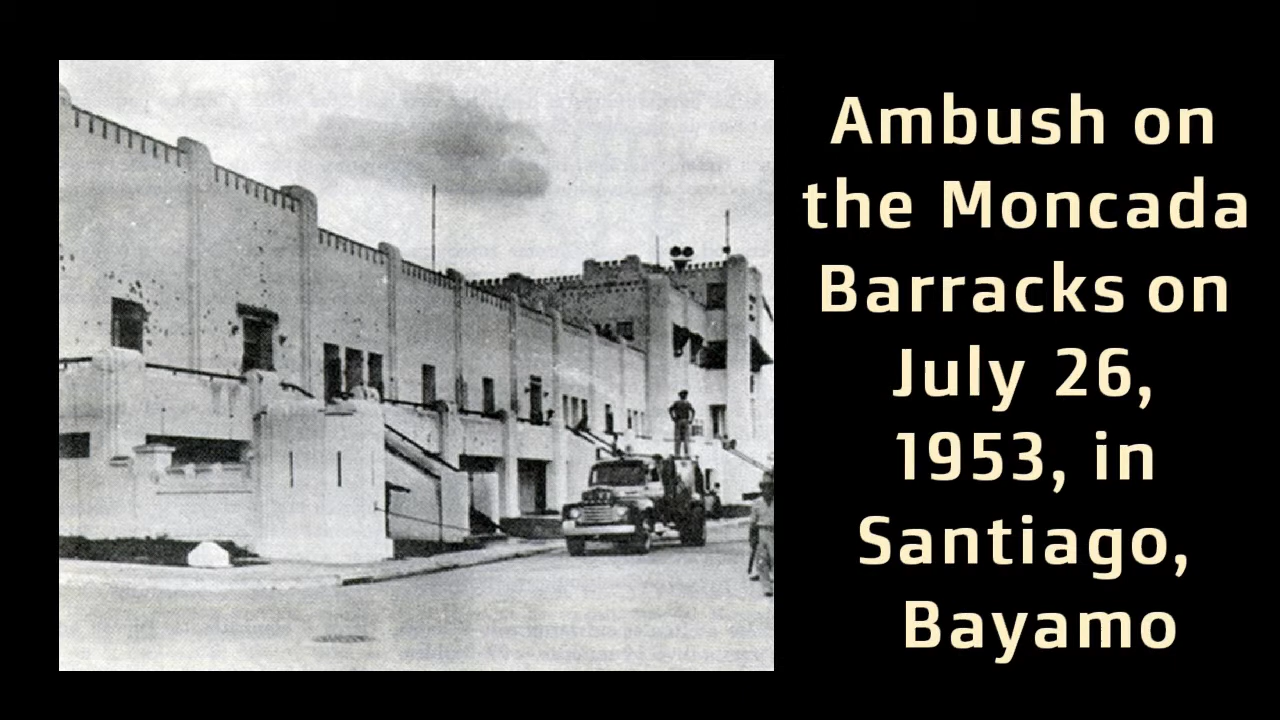 Ambush on
the Moncada
Barracks on
July 26,
1953, in
Santiago,
Bayamo